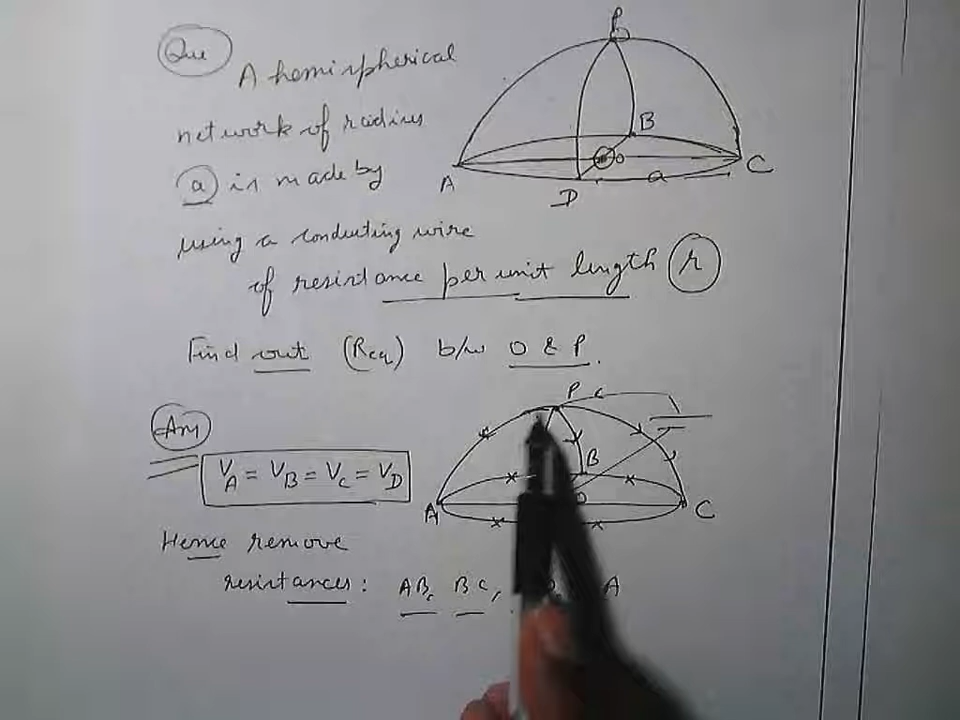 Que
A hemispherical
network of radius
a is made by
using a conducting wire
of resistance per unit length r
Find out (Req) b/w O & P.
P
B
O
A
C
D
a
Ans
VA = VB = VC = VD
Hence remove
resistances: AB, BC, A
P
B
O
A
C